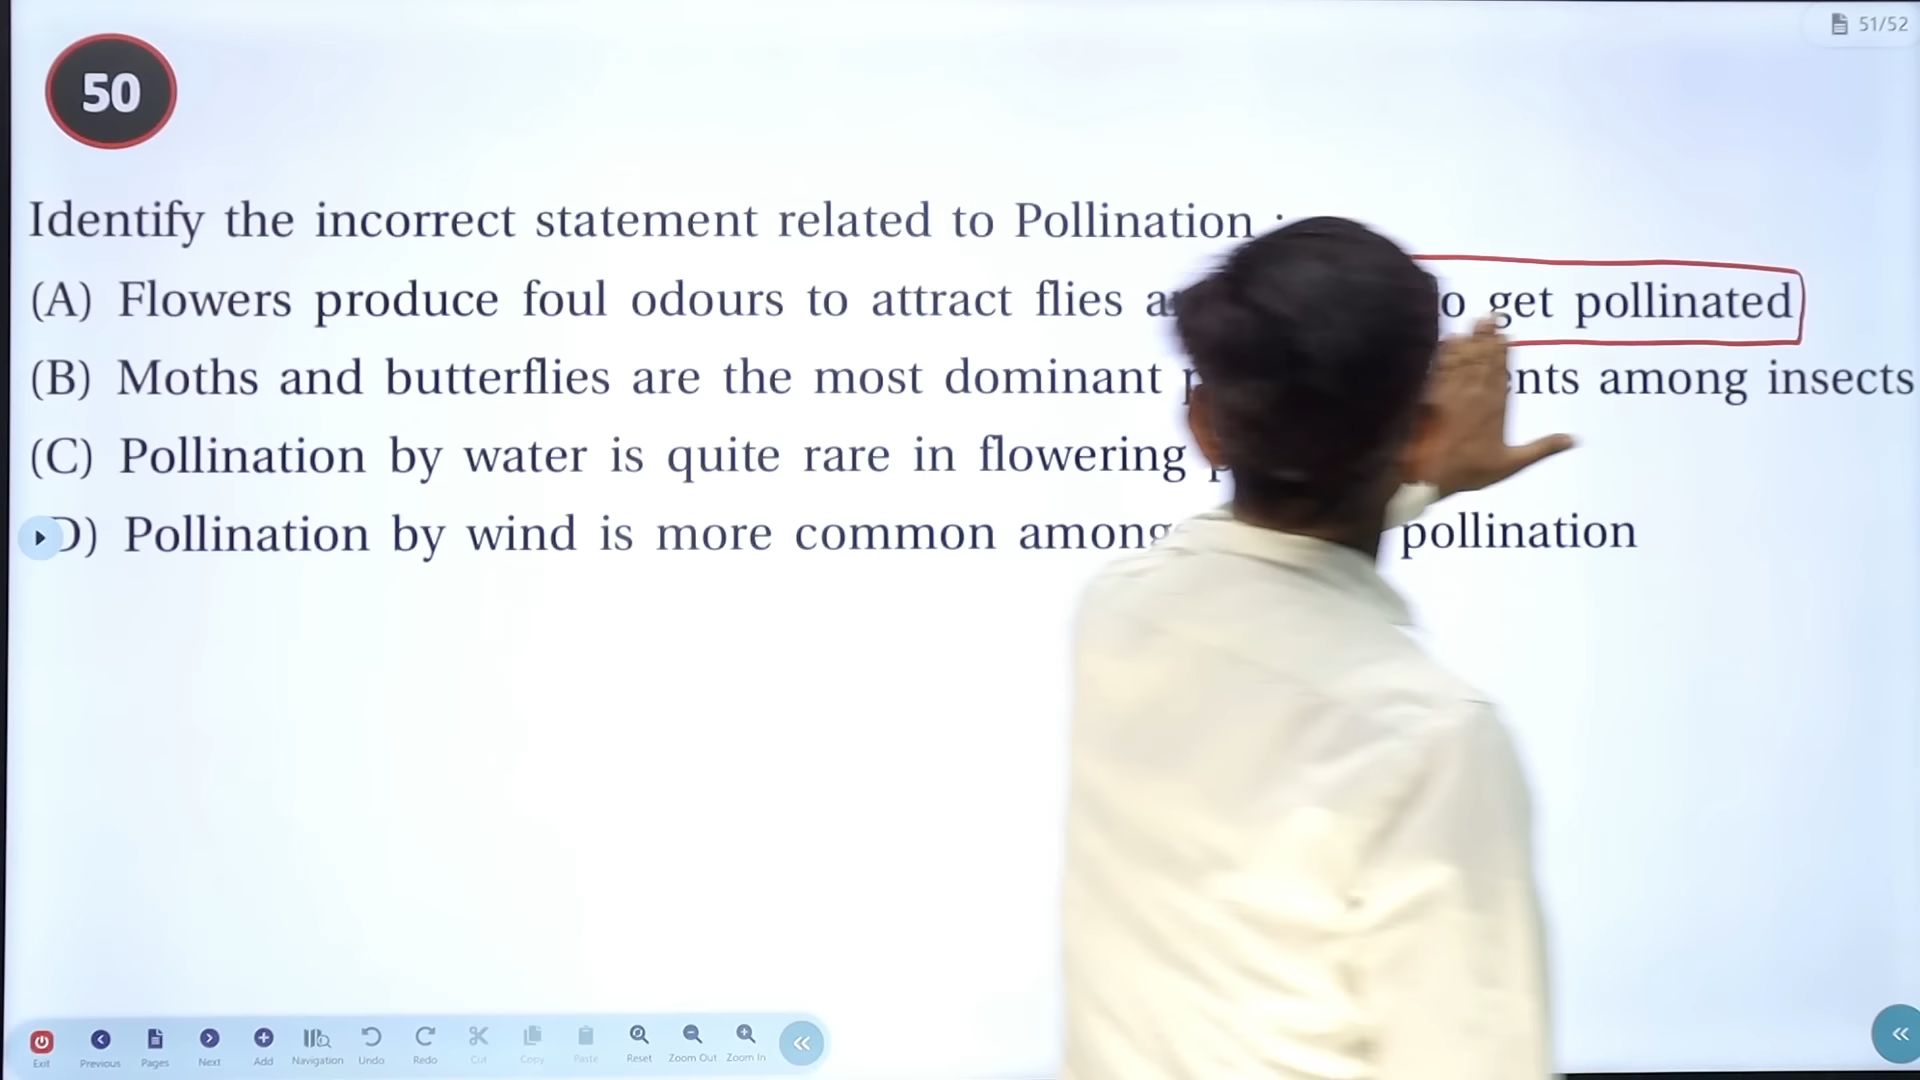 51/52
50
Identify the incorrect statement related to Pollination :
(A) Flowers produce foul odours to attract flies get pollinated
(B) Moths and butterflies are the most dominant among insects
(C) Pollination by water is quite rare in flowering
D) Pollination by wind is more common pollination
Exit Previous Pages Next Add Navigation Undo Redo Cut Copy Paste Reset Zoom Out Zoom In